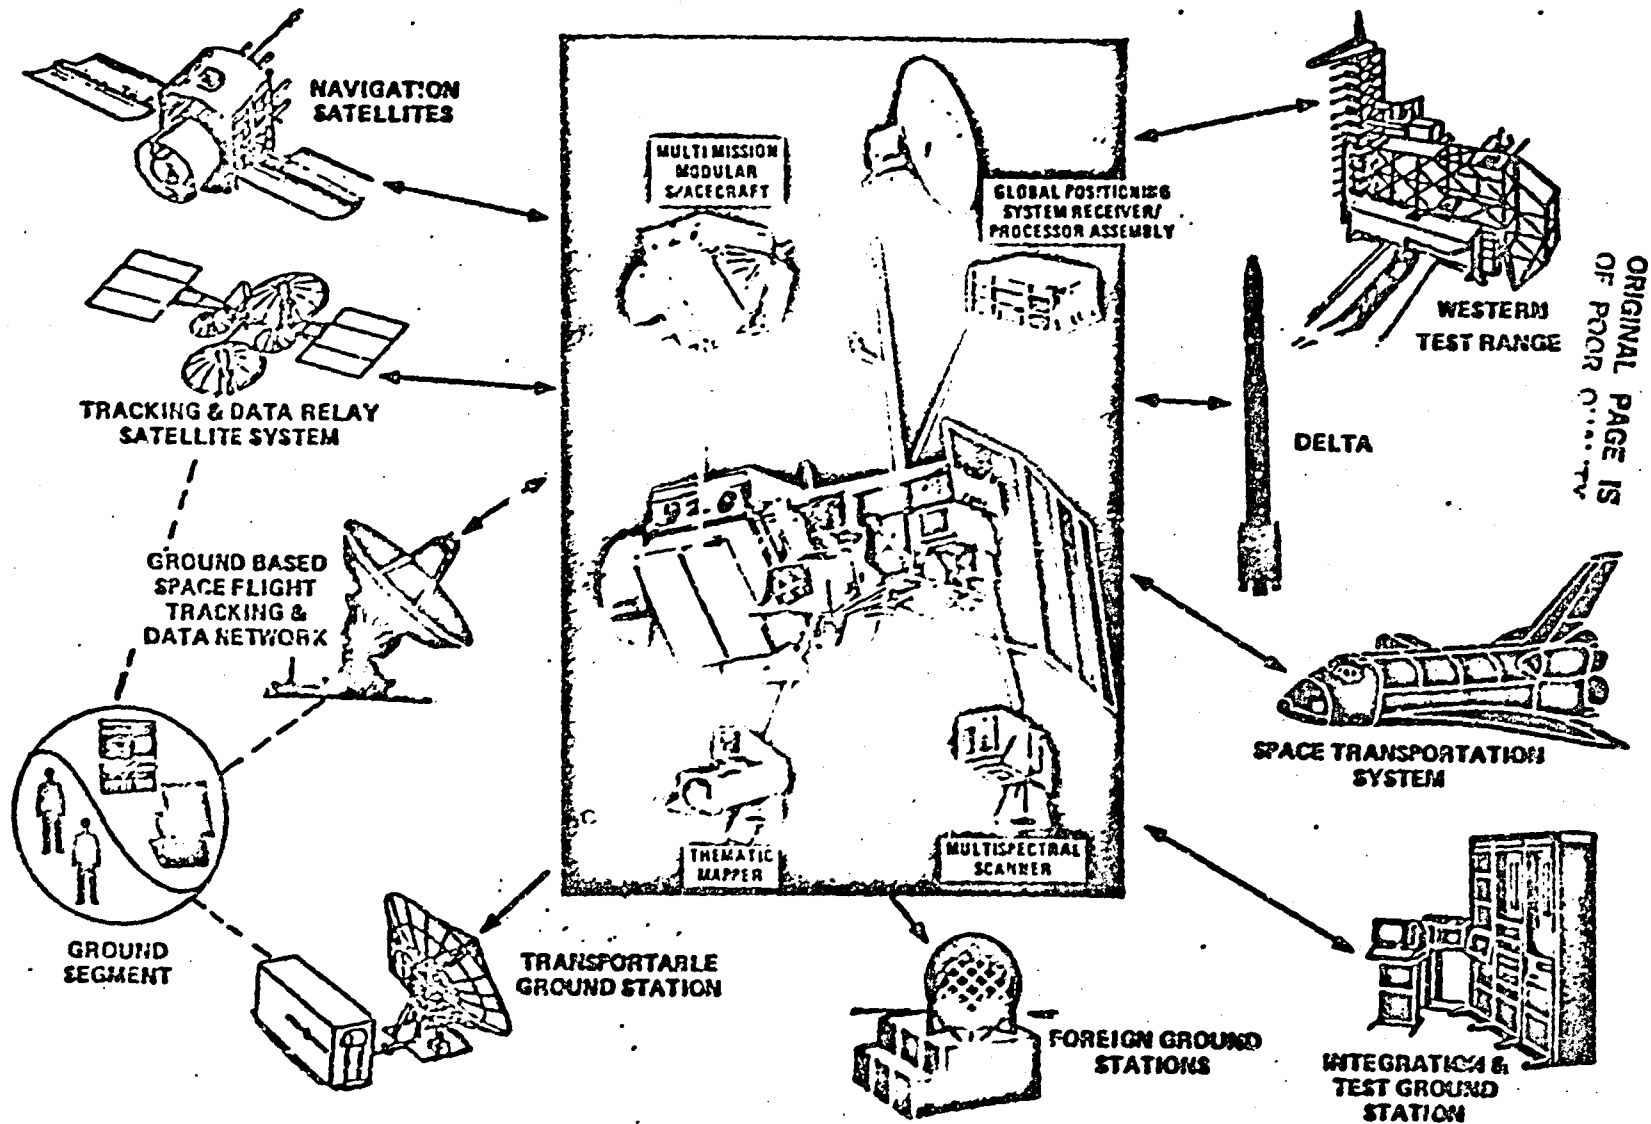 NAVIGATION
SATELLITES
MULTIMISSION
MODULAR
SPACECRAFT
GLOBAL POSITIONING
SYSTEM RECEIVER/
PROCESSOR ASSEMBLY
WESTERN
TEST RANGE
ORIGINAL PAGE IS
OF POOR QUALITY
TRACKING & DATA RELAY
SATELLITE SYSTEM
DELTA
GROUND BASED
SPACE FLIGHT
TRACKING &
DATA NETWORK
SPACE TRANSPORTATION
SYSTEM
THEMATIC
MAPPER
MULTISPECTRAL
SCANNER
GROUND
SEGMENT
TRANSPORTABLE
GROUND STATION
FOREIGN GROUND
STATIONS
INTEGRATION &
TEST GROUND
STATION